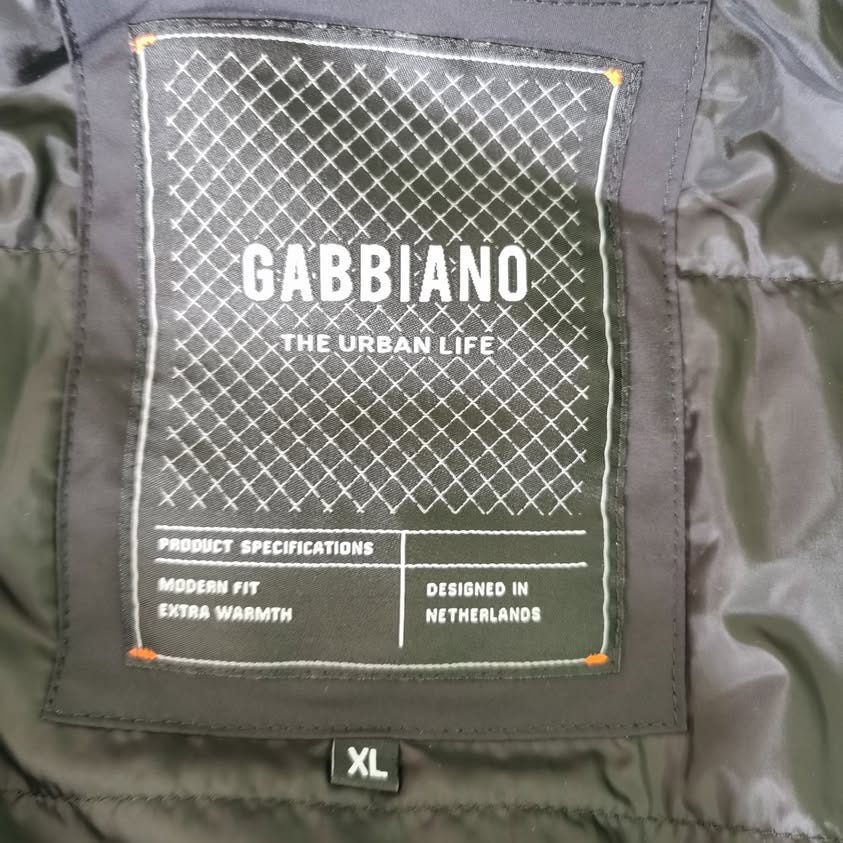 GABBIANO
THE URBAN LIFE
PRODUCT SPECIFICATIONS
MODERN FIT
EXTRA WARMTH
DESIGNED IN
NETHERLANDS
XL